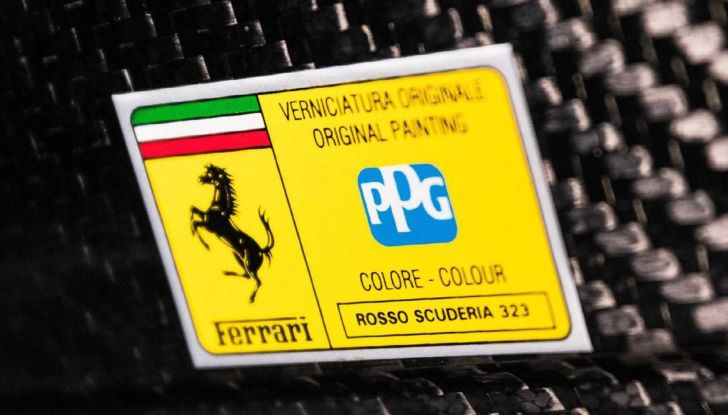 VERNICIATURA ORIGINALE
ORIGINAL PAINTING
PPG
COLORE - COLOUR
ROSSO SCUDERIA 323
Ferrari